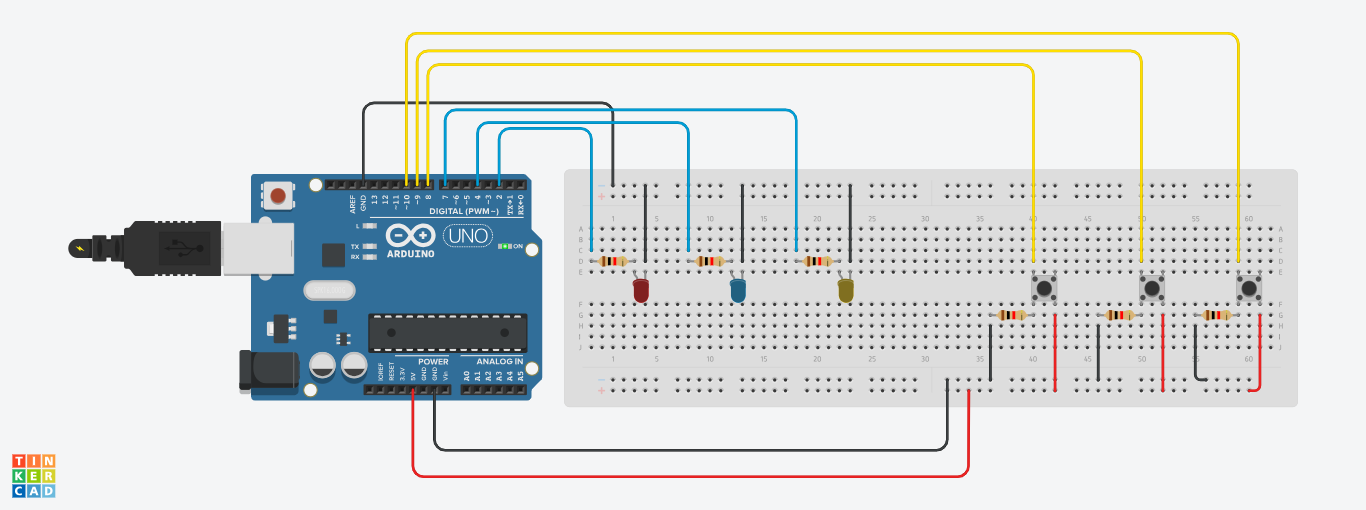 AREF
GND
13
12
~11
~10
~9
8
7
~6
~5
4
~3
2
TX→1
RX←0
DIGITAL (PWM~)
L
TX
RX
ARDUINO
UNO
ON
POWER
ANALOG IN
IOREF
RESET
3.3V
5V
GND
GND
Vin
A0
A1
A2
A3
A4
A5
- +
1 5 10 15 20 25 30 35 40 45 50 55 60
A A
B B
C C
D D
E E
F F
G G
H H
I I
J J
1 5 10 15 20 25 30 35 40 45 50 55 60
- +
TIN
KER
CAD